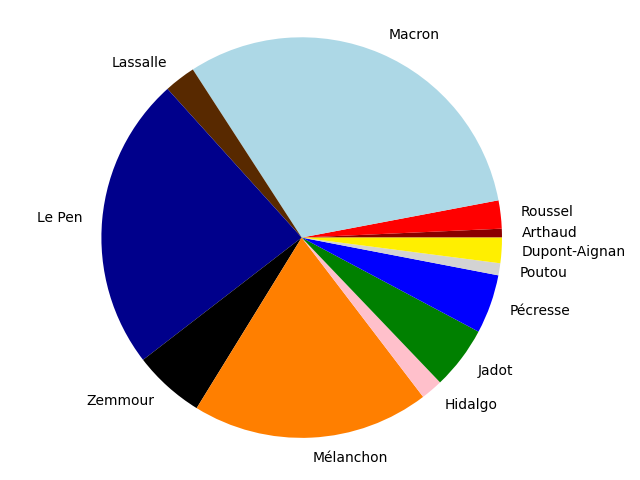 Macron
Lassalle
Roussel
Le Pen
Arthaud
Dupont-Aignan
Poutou
Pécresse
Jadot
Zemmour
Hidalgo
Mélanchon